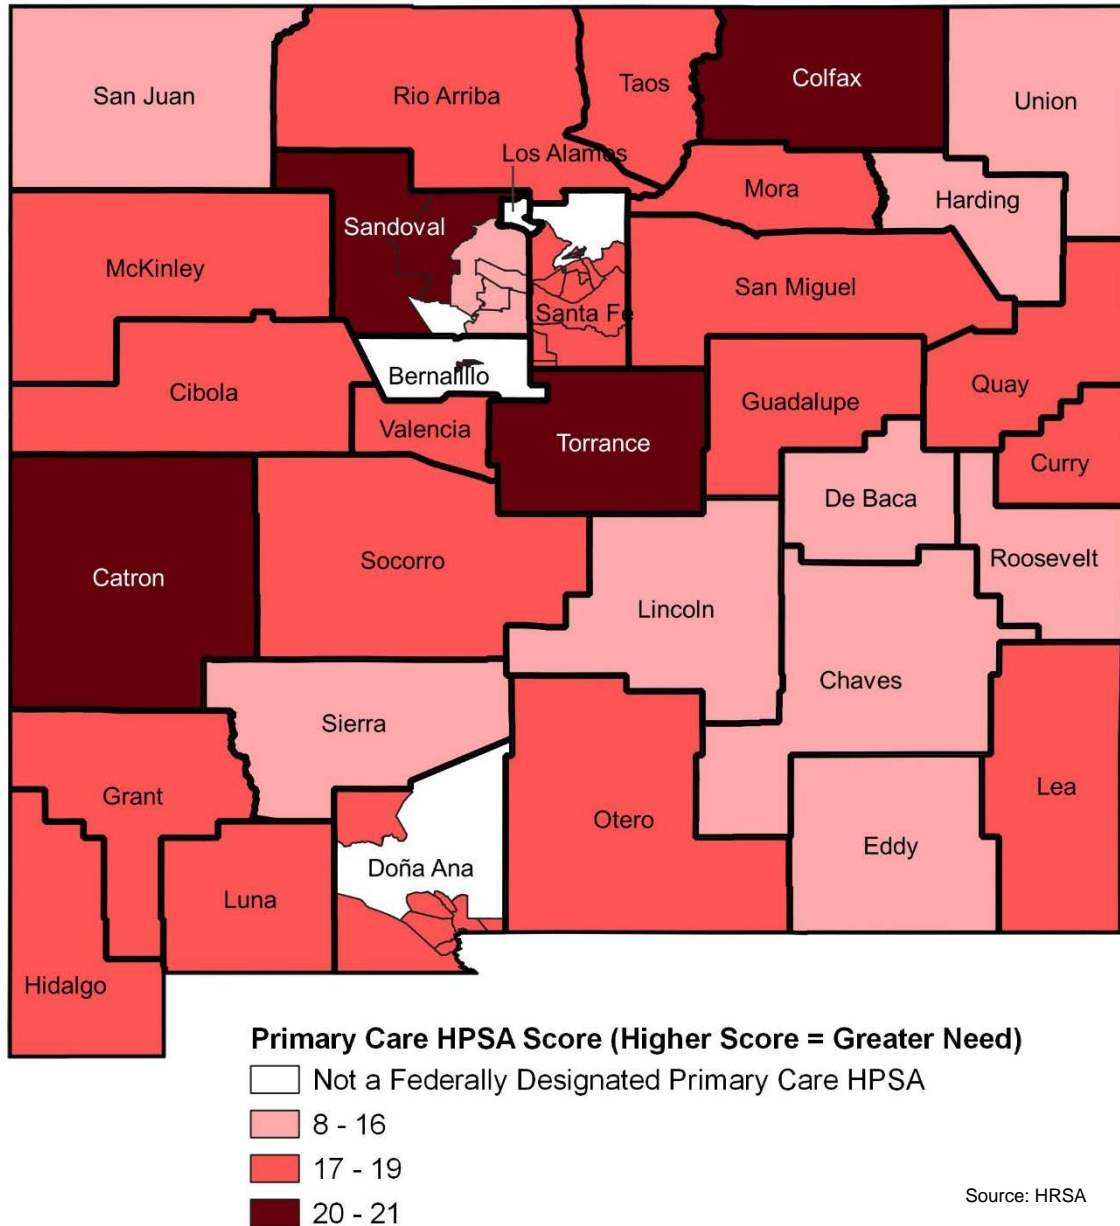 San Juan
Rio Arriba
Taos
Colfax
Union
Los Alamos
Mora
Harding
Sandoval
McKinley
San Miguel
Santa Fe
Bernalillo
Cibola
Quay
Guadalupe
Valencia
Torrance
Curry
De Baca
Roosevelt
Socorro
Catron
Lincoln
Chaves
Sierra
Lea
Grant
Otero
Eddy
Doña Ana
Luna
Hidalgo
Primary Care HPSA Score (Higher Score = Greater Need)
Not a Federally Designated Primary Care HPSA
8 - 16
17 - 19
20 - 21
Source: HRSA